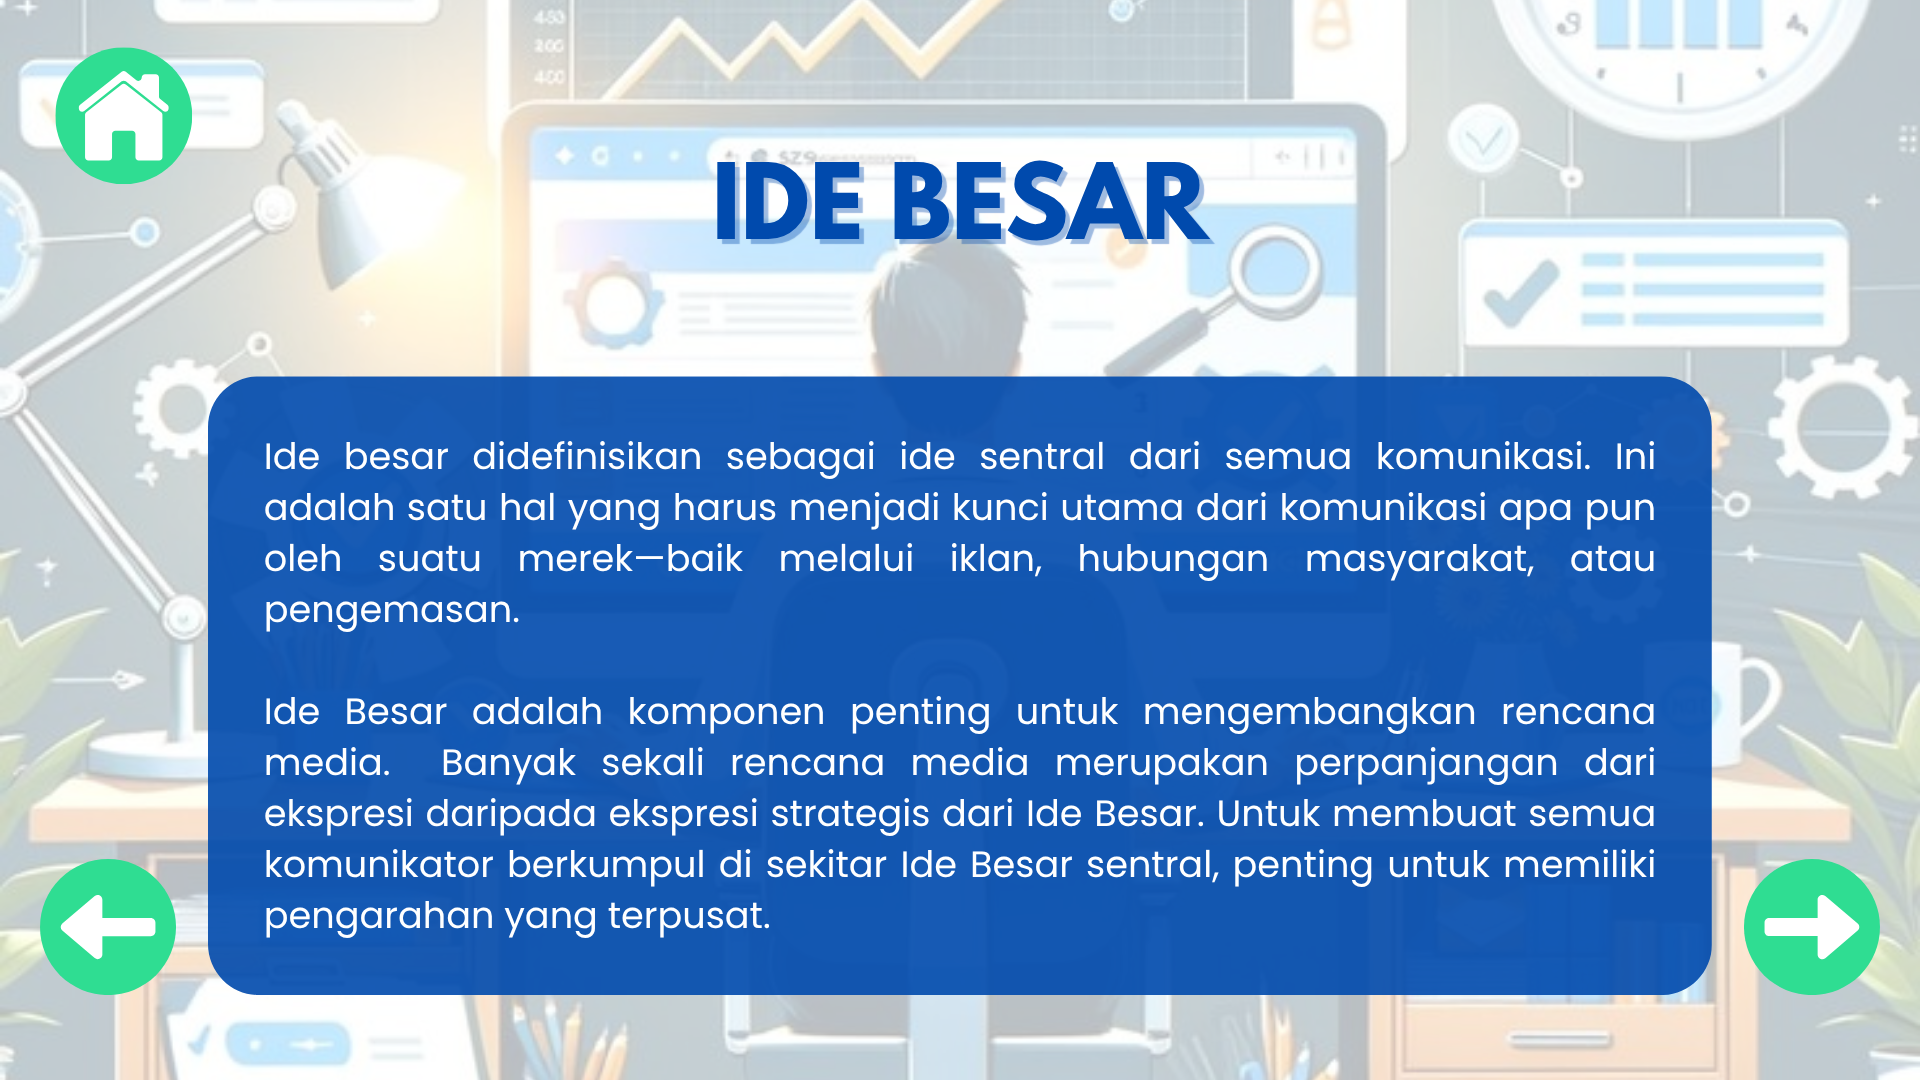 480
200
400
IDE BESAR
Ide besar didefinisikan sebagai ide sentral dari semua komunikasi. Ini
adalah satu hal yang harus menjadi kunci utama dari komunikasi apa pun
oleh suatu merek—baik melalui iklan, hubungan masyarakat, atau
pengemasan.
Ide Besar adalah komponen penting untuk mengembangkan rencana
media. Banyak sekali rencana media merupakan perpanjangan dari
ekspresi daripada ekspresi strategis dari Ide Besar. Untuk membuat semua
komunikator berkumpul di sekitar Ide Besar sentral, penting untuk memiliki
pengarahan yang terpusat.